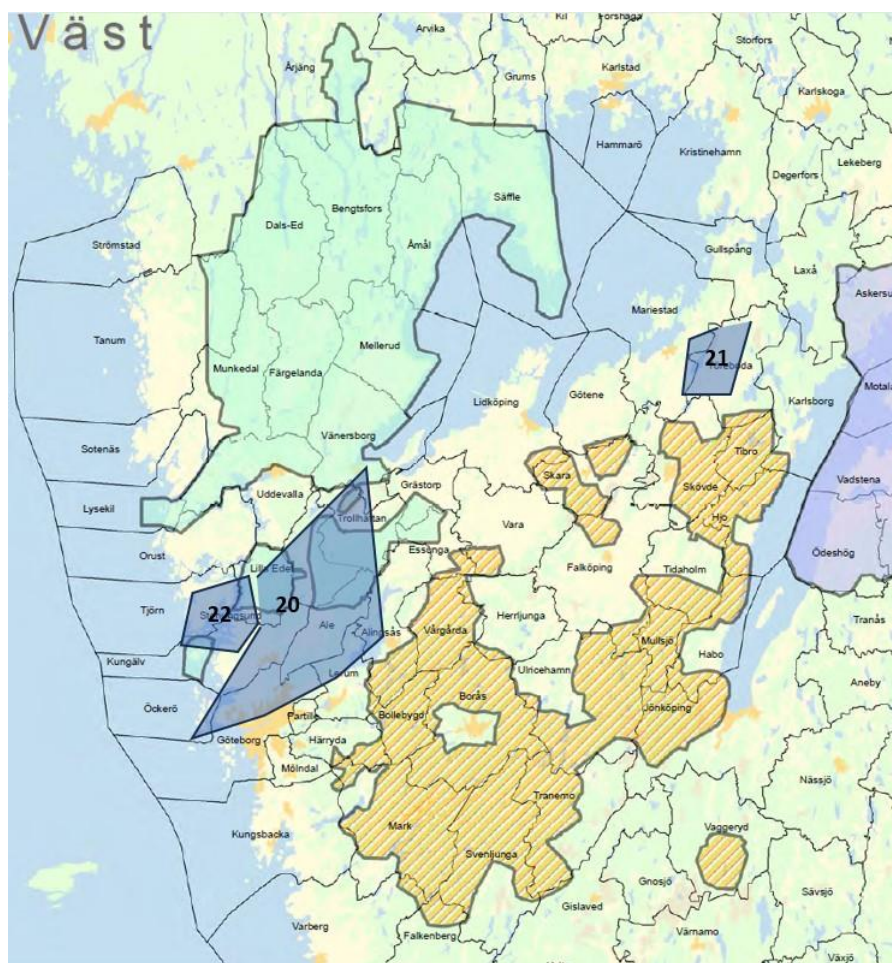 Väst
Arvika
Kil
Forshaga
Storfors
Årjäng
Grums
Karlstad
Karlskoga
Hammarö
Kristinehamn
Degerfors
Lekeberg
Säffle
Bengtsfors
Dals-Ed
Åmål
Strömstad
Gullspång
Laxå
Askersu
Mariestad
Tanum
Mellerud
Munkedal
Färgelanda
21
Töreboda
Motala
Götene
Karlsborg
Lidköping
Sotenäs
Vänersborg
Tibro
Skara
Skövde
Vadstena
Grästorp
Uddevalla
Lysekil
Trollhättan
Vara
Hjo
Essunga
Ödeshög
Orust
Lilla Edet
Falköping
Tidaholm
22
20
Tjörn
Stenungsund
Herrljunga
Ale
Vårgårda
Tranås
Alingsås
Mullsjö
Kungälv
Habo
Ulricehamn
Lerum
Aneby
Borås
Öckerö
Partille
Bollebygd
Jönköping
Göteborg
Härryda
Mölndal
Nässjö
Tranemo
Mark
Kungsbacka
Vaggeryd
Svenljunga
Gnosjö
Sävsjö
Gislaved
Varberg
Värnamo
Falkenberg
Växjö